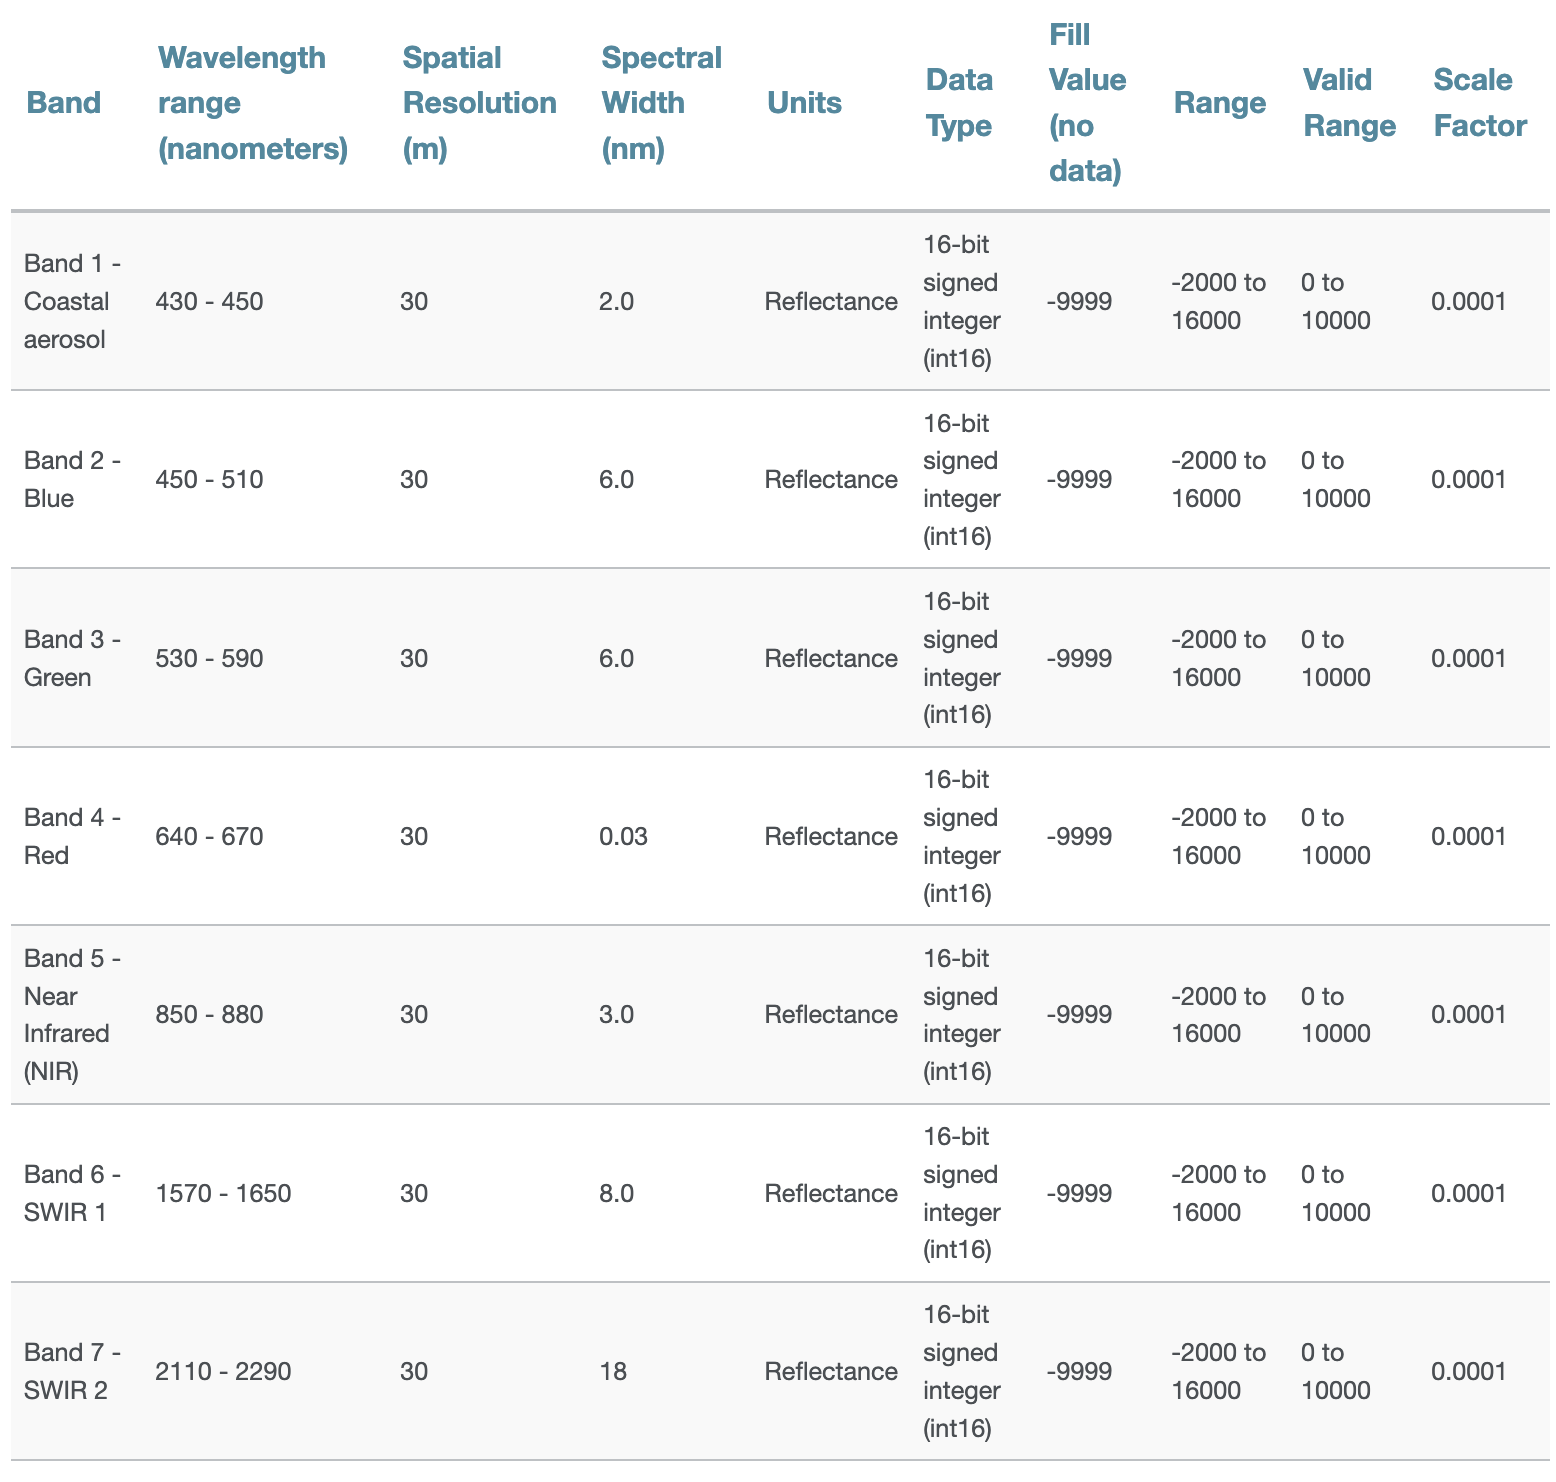 Band Wavelength range (nanometers) Spatial Resolution (m) Spectral Width (nm) Units Data Type Fill Value (no data) Range Valid Range Scale Factor
Band 1 - Coastal aerosol 430 - 450 30 2.0 Reflectance 16-bit signed integer (int16) -9999 -2000 to 16000 0 to 10000 0.0001
Band 2 - Blue 450 - 510 30 6.0 Reflectance 16-bit signed integer (int16) -9999 -2000 to 16000 0 to 10000 0.0001
Band 3 - Green 530 - 590 30 6.0 Reflectance 16-bit signed integer (int16) -9999 -2000 to 16000 0 to 10000 0.0001
Band 4 - Red 640 - 670 30 0.03 Reflectance 16-bit signed integer (int16) -9999 -2000 to 16000 0 to 10000 0.0001
Band 5 - Near Infrared (NIR) 850 - 880 30 3.0 Reflectance 16-bit signed integer (int16) -9999 -2000 to 16000 0 to 10000 0.0001
Band 6 - SWIR 1 1570 - 1650 30 8.0 Reflectance 16-bit signed integer (int16) -9999 -2000 to 16000 0 to 10000 0.0001
Band 7 - SWIR 2 2110 - 2290 30 18 Reflectance 16-bit signed integer (int16) -9999 -2000 to 16000 0 to 10000 0.0001